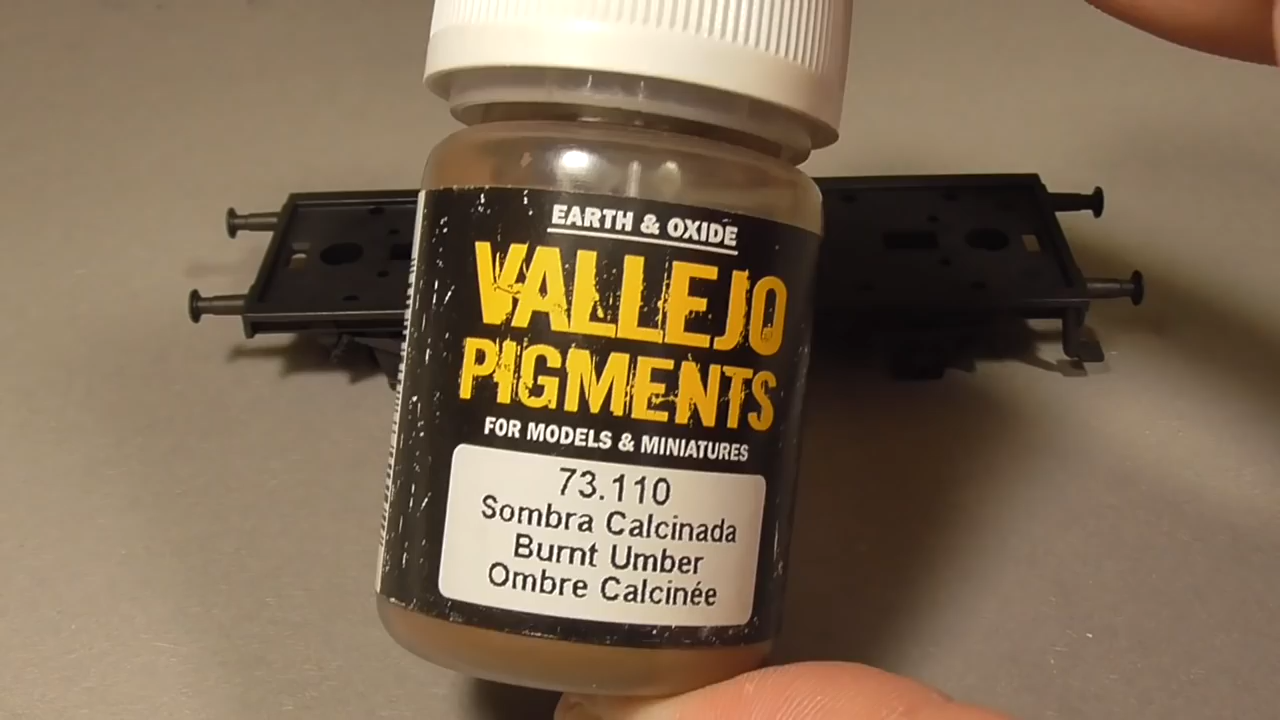 EARTH & OXIDE
VALLEJO
PIGMENTS
FOR MODELS & MINIATURES
73.110
Sombra Calcinada
Burnt Umber
Ombre Calcinée